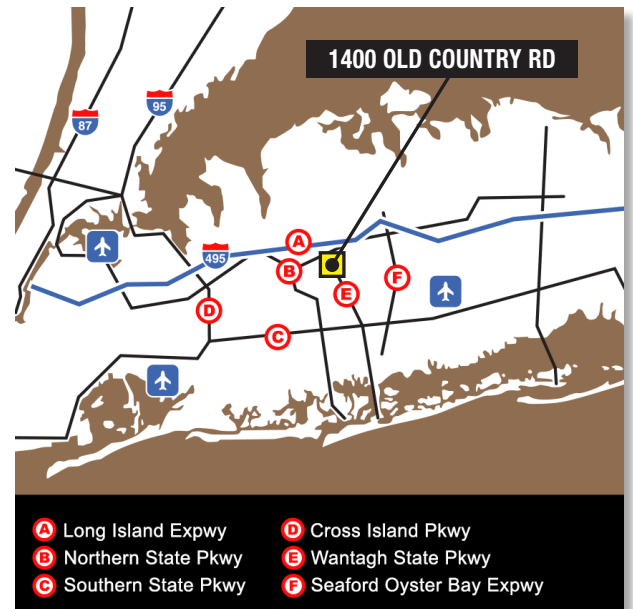 1400 OLD COUNTRY RD
95
87
A
495
B
F
E
D
C
A Long Island Expwy
B Northern State Pkwy
C Southern State Pkwy
D Cross Island Pkwy
E Wantagh State Pkwy
F Seaford Oyster Bay Expwy